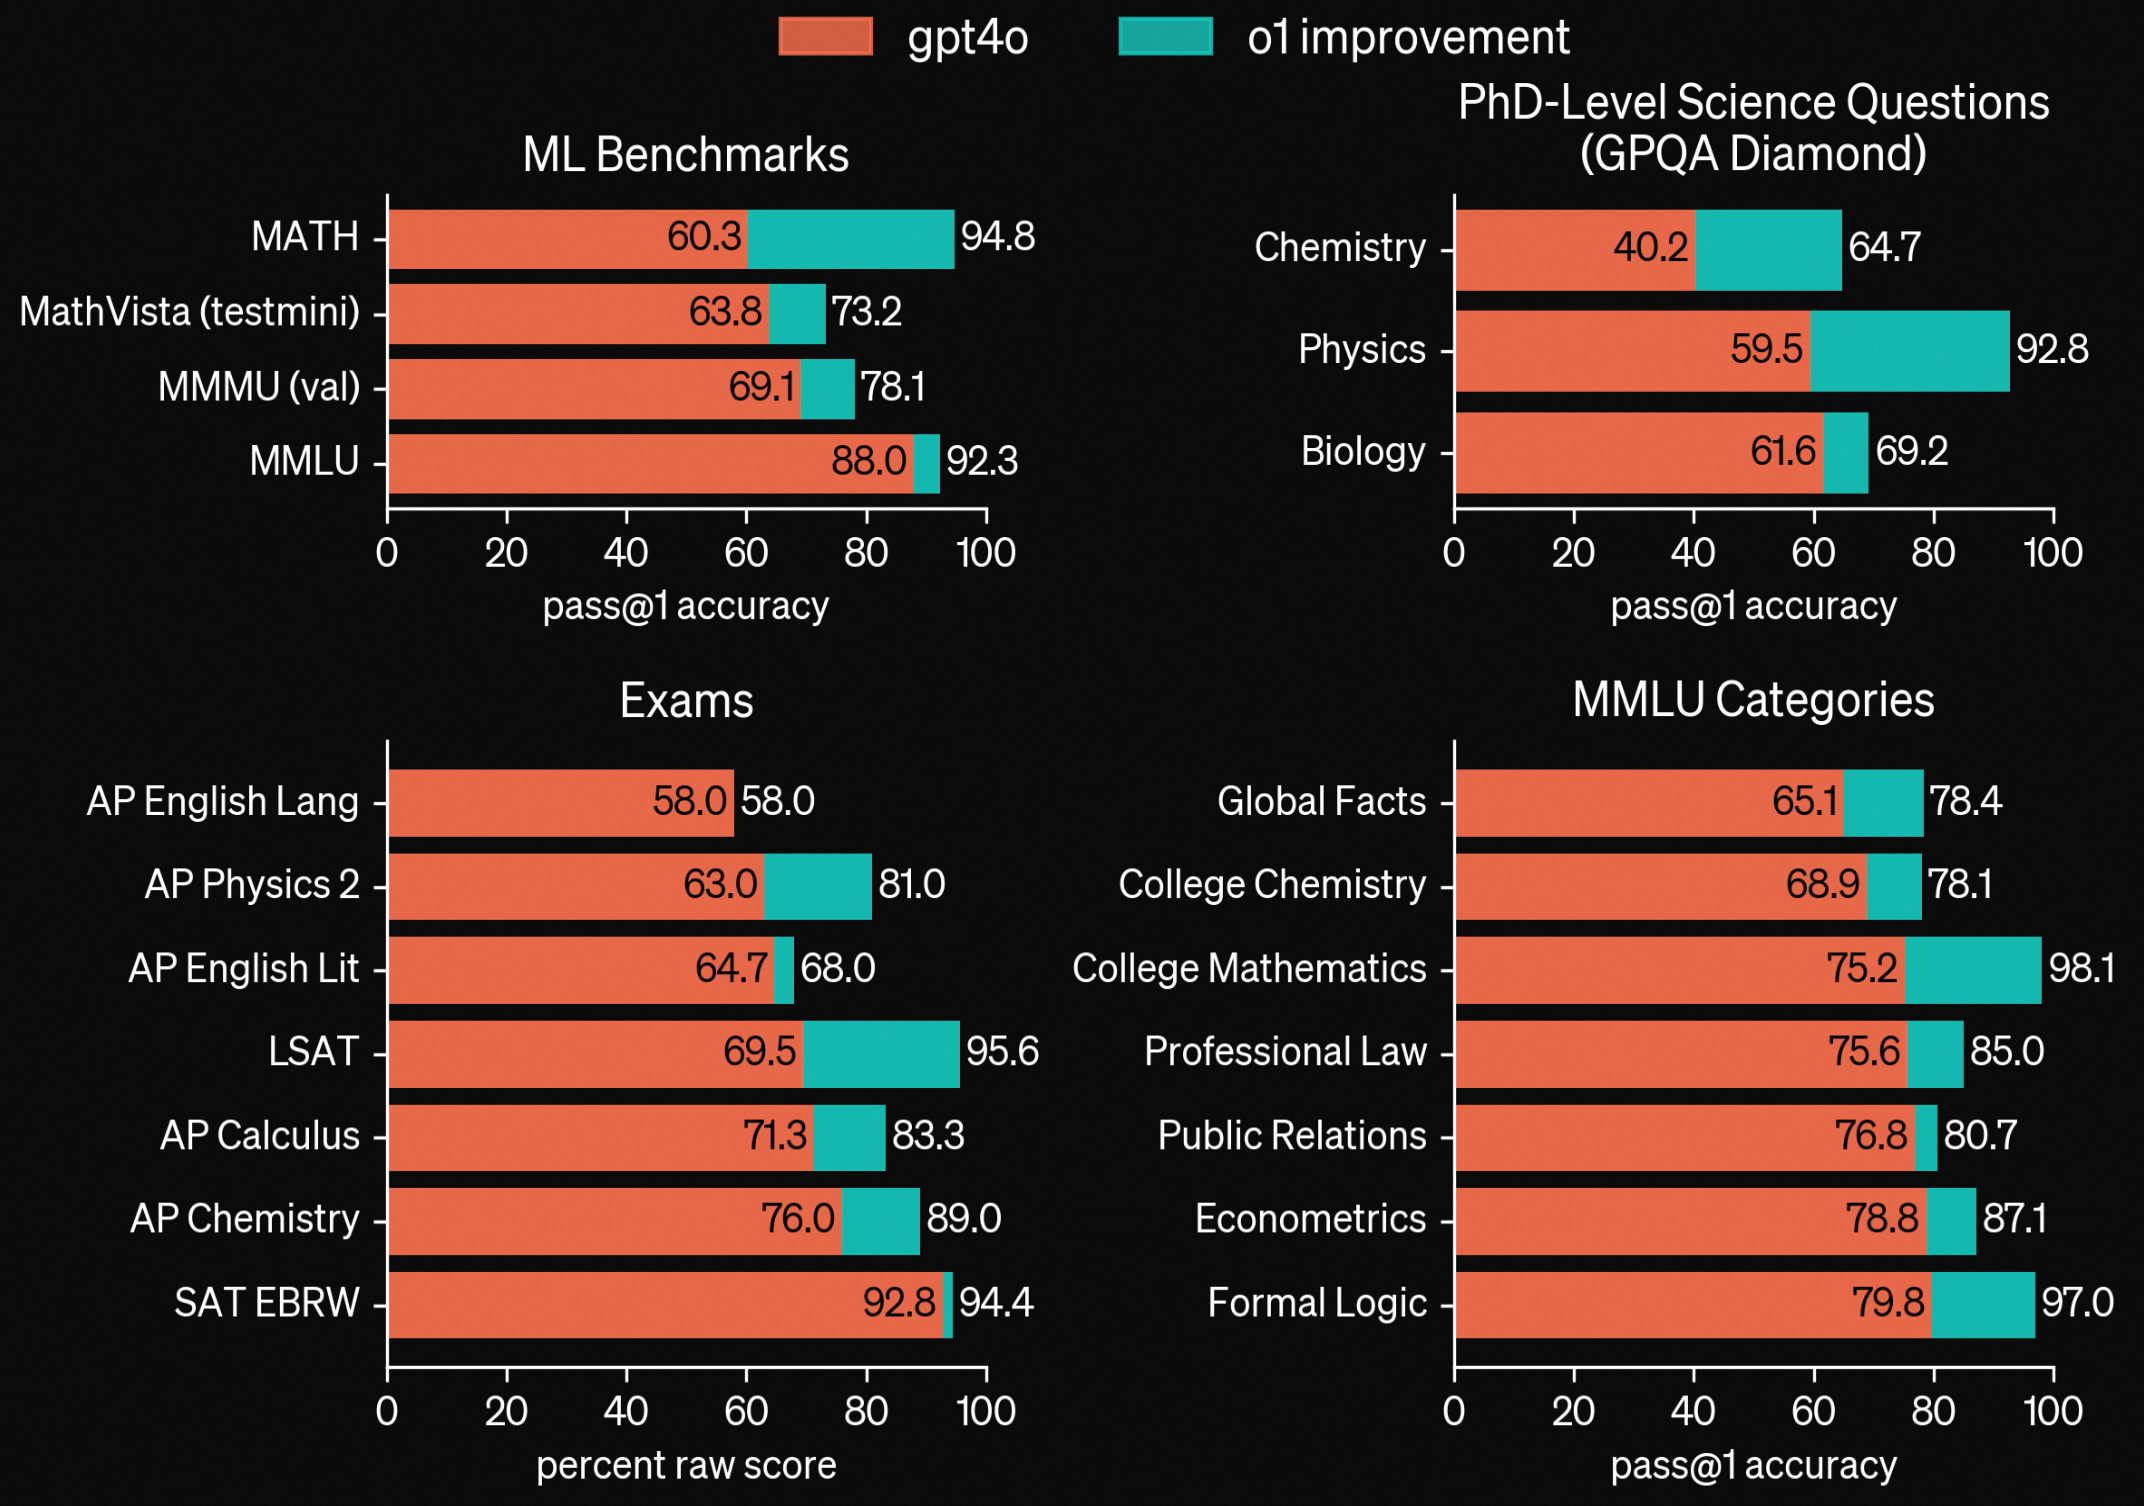 gpt4o o1 improvement
ML Benchmarks
MATH 60.3 94.8
MathVista (testmini) 63.8 73.2
MMMU (val) 69.1 78.1
MMLU 88.0 92.3
0 20 40 60 80 100
pass@1 accuracy
PhD-Level Science Questions
(GPQA Diamond)
Chemistry 40.2 64.7
Physics 59.5 92.8
Biology 61.6 69.2
0 20 40 60 80 100
pass@1 accuracy
Exams
AP English Lang 58.0 58.0
AP Physics 2 63.0 81.0
AP English Lit 64.7 68.0
LSAT 69.5 95.6
AP Calculus 71.3 83.3
AP Chemistry 76.0 89.0
SAT EBRW 92.8 94.4
0 20 40 60 80 100
percent raw score
MMLU Categories
Global Facts 65.1 78.4
College Chemistry 68.9 78.1
College Mathematics 75.2 98.1
Professional Law 75.6 85.0
Public Relations 76.8 80.7
Econometrics 78.8 87.1
Formal Logic 79.8 97.0
0 20 40 60 80 100
pass@1 accuracy